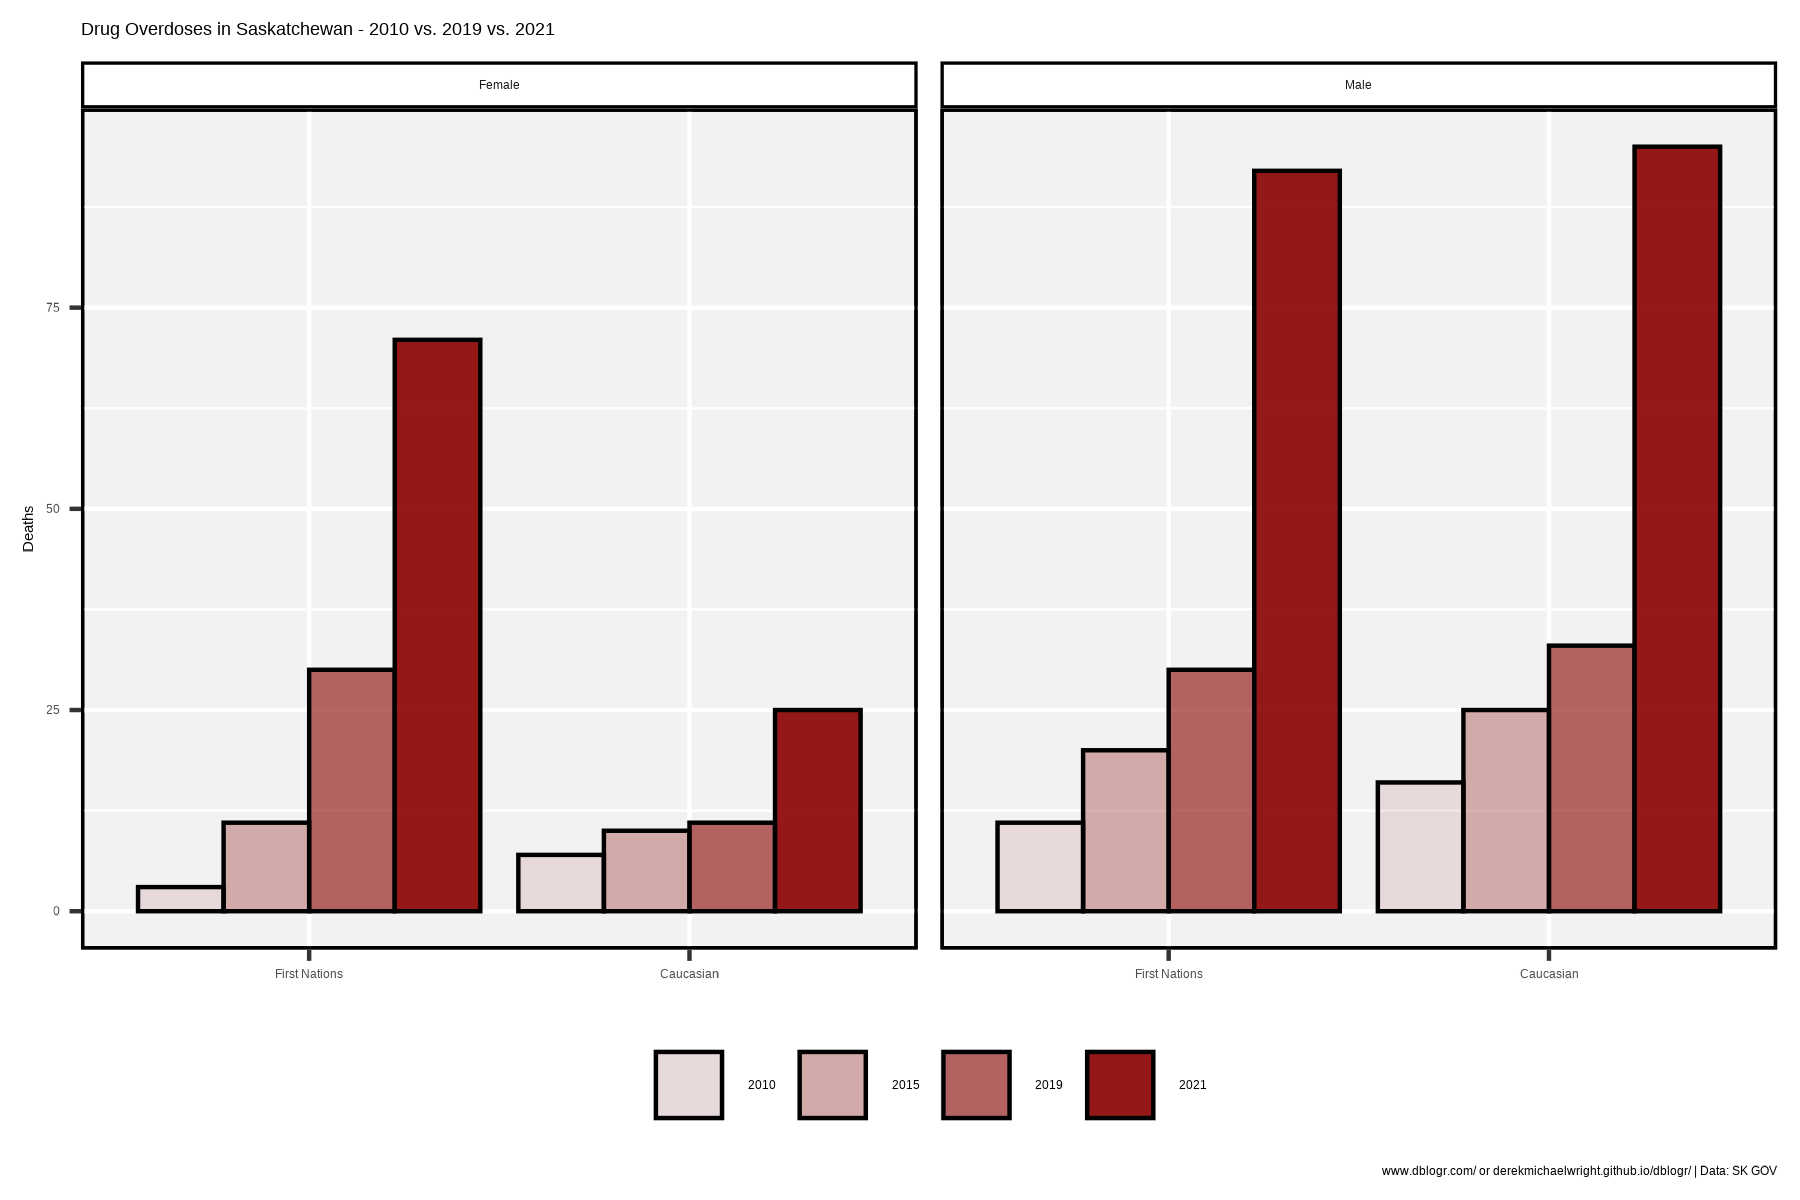 Drug Overdoses in Saskatchewan - 2010 vs. 2019 vs. 2021
Female
Male
Deaths
75
50
25
0
First Nations
Caucasian
First Nations
Caucasian
2010
2015
2019
2021
www.dblogr.com/ or derekmichaelwright.github.io/dblogr/ | Data: SK GOV